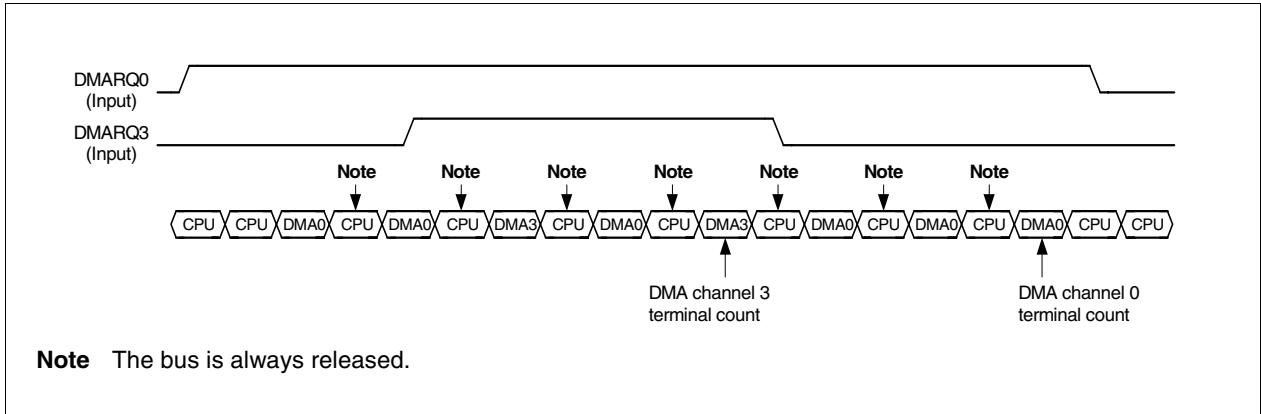 DMARQ0
(Input)
DMARQ3
(Input)
Note Note Note Note Note Note Note
CPU CPU DMA0 CPU DMA0 CPU DMA3 CPU DMA0 CPU DMA3 CPU DMA0 CPU DMA0 CPU DMA0 CPU CPU
DMA channel 3
terminal count
DMA channel 0
terminal count
Note The bus is always released.